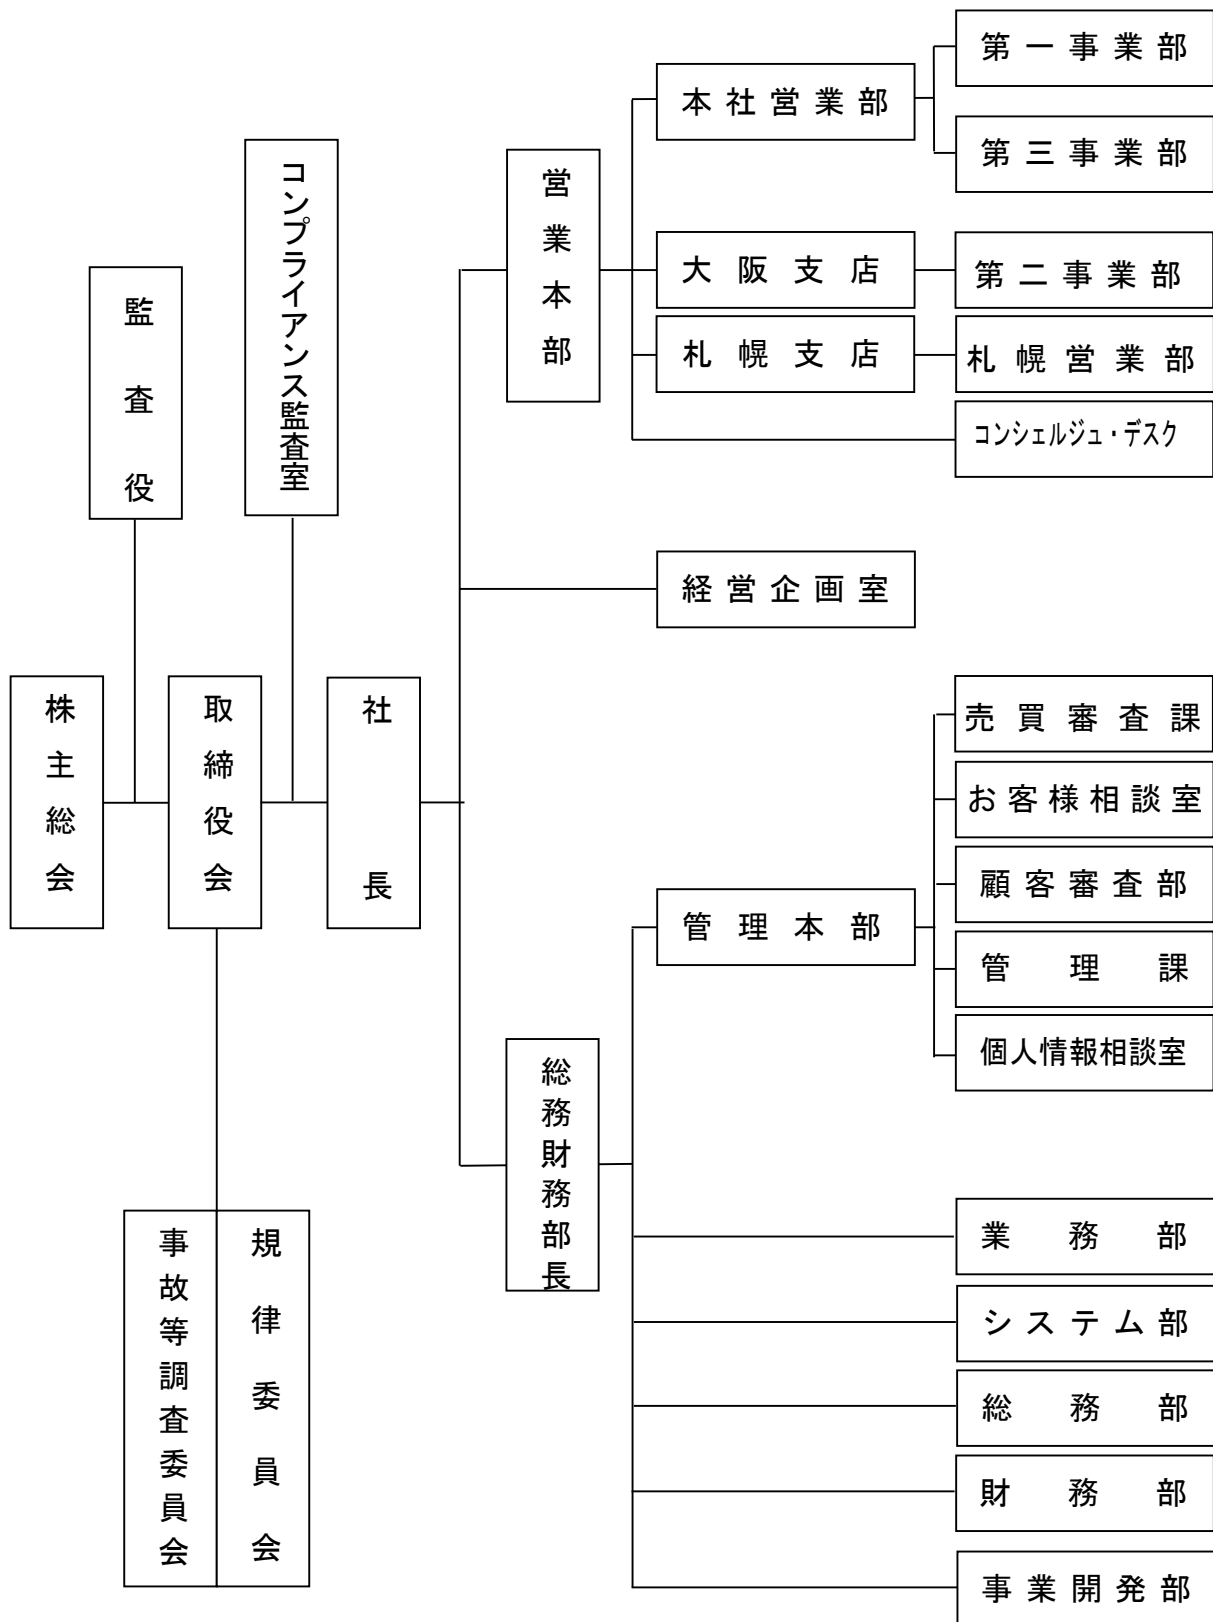 株主総会
監査役
取締役会
コンプライアンス監査室
社長
事故等調査委員会
規律委員会
営業本部
本社営業部
第一事業部
第三事業部
大阪支店
第二事業部
札幌支店
札幌営業部
コンシェルジュ・デスク
経営企画室
総務財務部長
管理本部
売買審査課
お客様相談室
顧客審査部
管理課
個人情報相談室
業務部
システム部
総務部
財務部
事業開発部